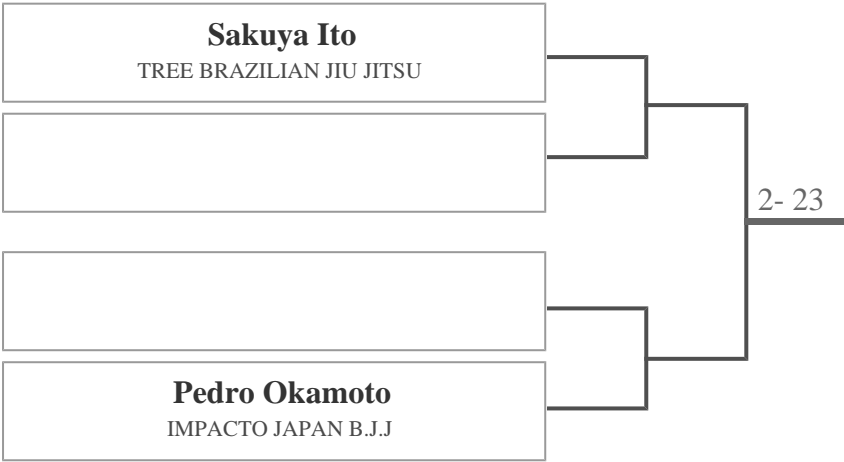 Sakuya Ito
TREE BRAZILIAN JIU JITSU
2- 23
Pedro Okamoto
IMPACTO JAPAN B.J.J